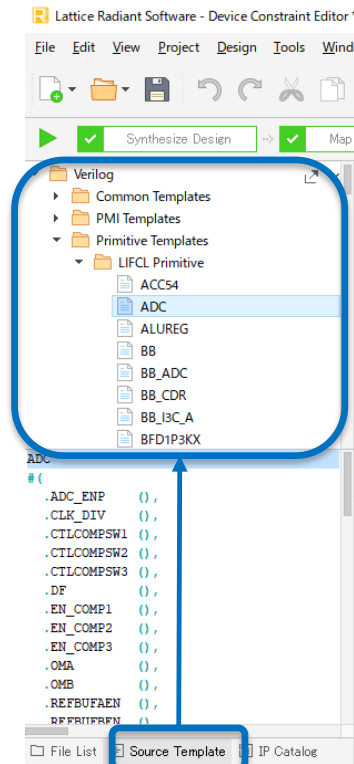 Lattice Radiant Software - Device Constraint Editor
File Edit View Project Design Tools Wind
Synthesize Design Map
Verilog
Common Templates
PMI Templates
Primitive Templates
LIFCL Primitive
ACC54
ADC
ALUREG
BB
BB_ADC
BB_CDR
BB_I3C_A
BFD1P3KX
ADC
#(
.ADC_ENP (),
.CLK_DIV (),
.CTLCOMPSW1 (),
.CTLCOMPSW2 (),
.CTLCOMPSW3 (),
.DF (),
.EN_COMP1 (),
.EN_COMP2 (),
.EN_COMP3 (),
.OMA (),
.OMB (),
.REFBUFAEN (),
.REFBUFBEN ()
File List Source Template IP Catalog